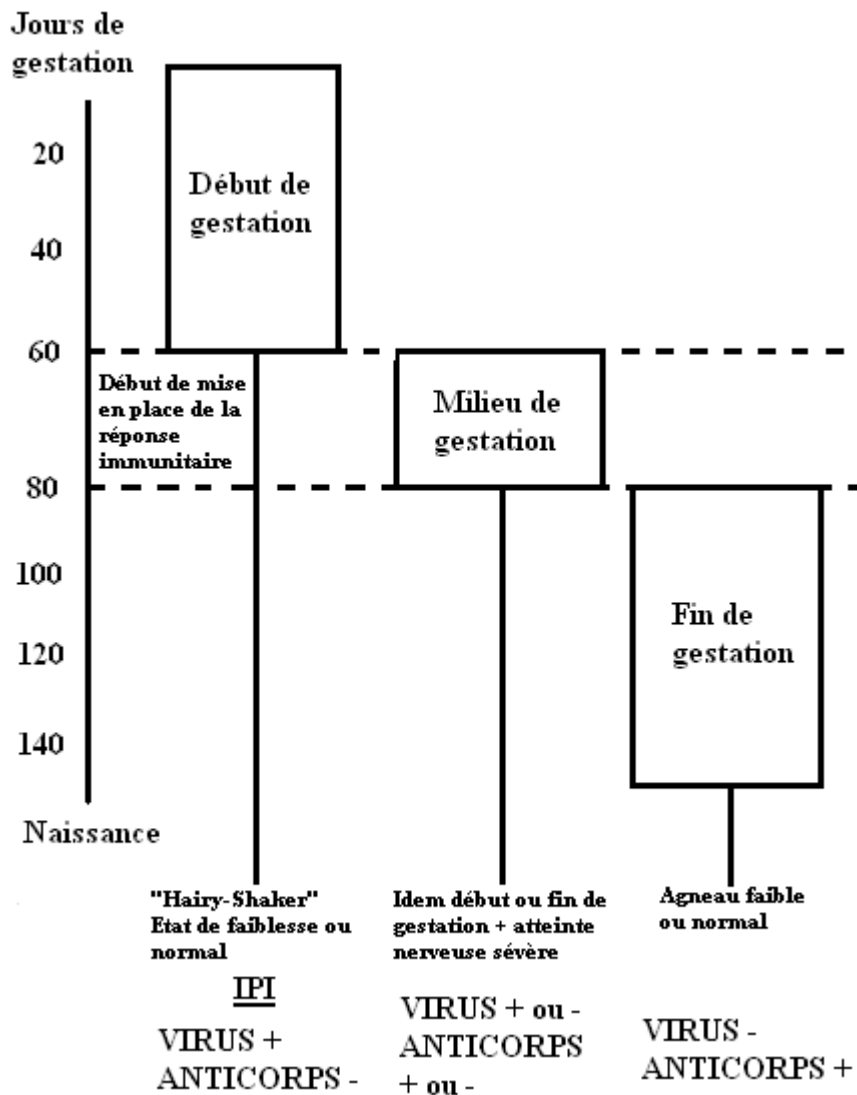 Jours de
gestation
20
40
60
80
100
120
140
Naissance
Début de
gestation
Début de mise
en place de la
réponse
immunitaire
Milieu de
gestation
Fin de
gestation
"Hairy-Shaker"
Etat de faiblesse ou
normal
IPI
VIRUS +
ANTICORPS -
Idem début ou fin de
gestation + atteinte
nerveuse sévère
VIRUS + ou -
ANTICORPS
+ ou -
Agneau faible
ou normal
VIRUS -
ANTICORPS +